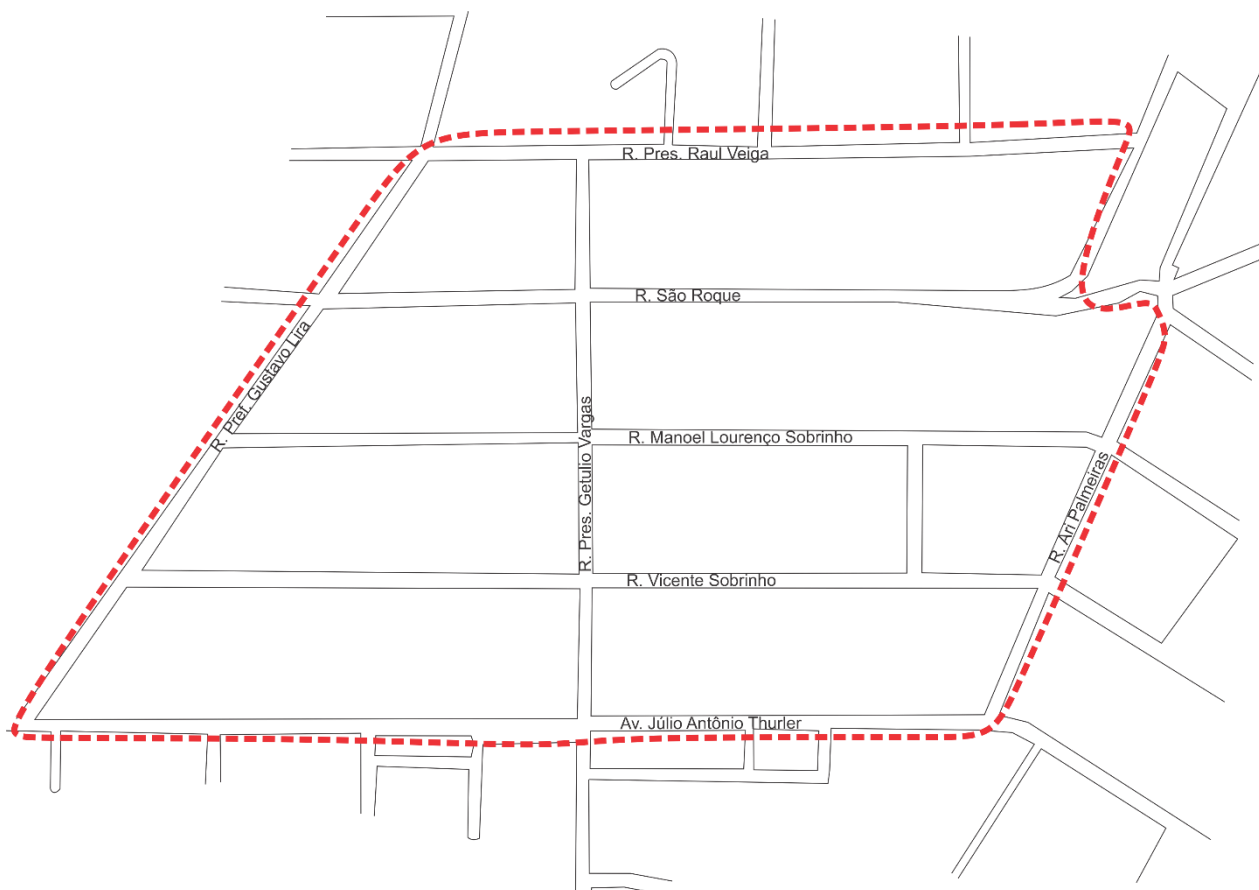 R. Pres. Raul Veiga
R. São Roque
R. Pref. Gustavo Lira
R. Pres. Getulio Vargas
R. Manoel Lourenço Sobrinho
R. Ari Palmeiras
R. Vicente Sobrinho
Av. Júlio Antônio Thurler